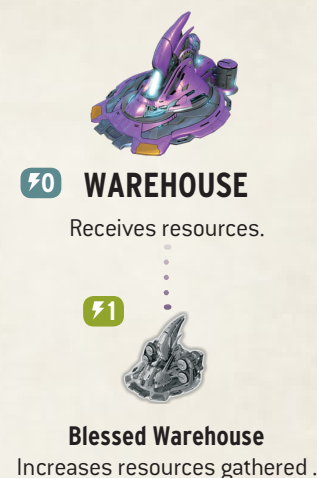 0 WAREHOUSE
Receives resources.
1
Blessed Warehouse
Increases resources gathered .